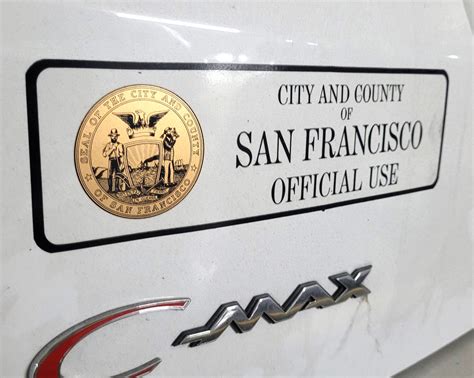 SEAL OF THE CITY AND COUNTY
OF SAN FRANCISCO
CITY AND COUNTY
OF
SAN FRANCISCO
OFFICIAL USE
C-MAX